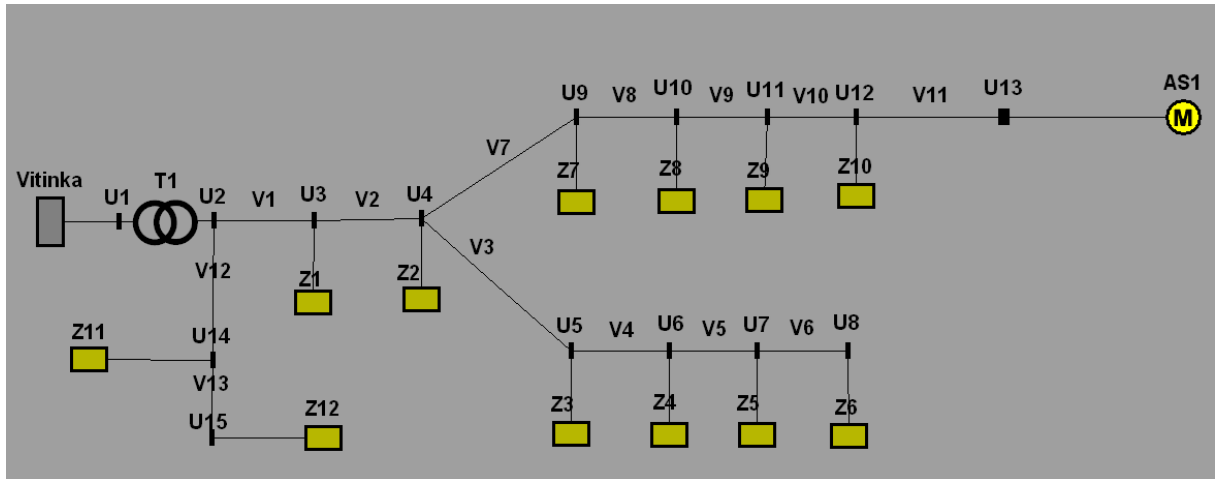 AS1
U9 V8 U10 V9 U11 V10 U12 V11 U13
M
V7
Z7 Z8 Z9 Z10
Vitinka T1
U1 U2 V1 U3 V2 U4
V3
V12 Z1 Z2
Z11 U14 U5 V4 U6 V5 U7 V6 U8
V13
U15 Z12 Z3 Z4 Z5 Z6